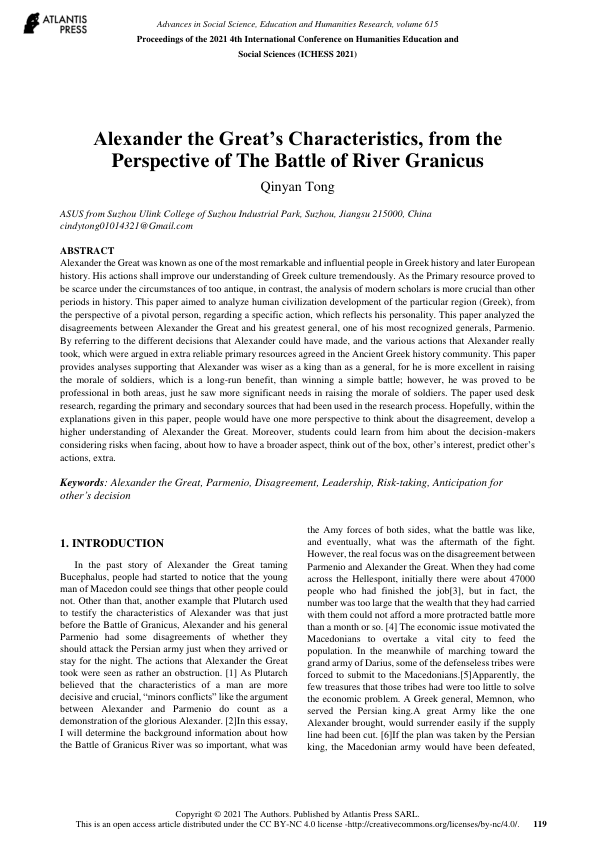 ATLANTIS
PRESS
Advances in Social Science, Education and Humanities Research, volume 615
Proceedings of the 2021 4th International Conference on Humanities Education and
Social Sciences (ICHESS 2021)
Alexander the Great's Characteristics, from the
Perspective of The Battle of River Granicus
Qinyan Tong
ASUS from Suzhou Ulink College of Suzhou Industrial Park, Suzhou, Jiangsu 215000, China
cindytong01014321@Gmail.com
ABSTRACT
Alexander the Great was known as one of the most remarkable and influential people in Greek history and later European
history. His actions shall improve our understanding of Greek culture tremendously. As the Primary resource proved to
be scarce under the circumstances of too antique, in contrast, the analysis of modern scholars is more crucial than other
periods in history. This paper aimed to analyze human civilization development of the particular region (Greek), from
the perspective of a pivotal person, regarding a specific action, which reflects his personality. This paper analyzed the
disagreements between Alexander the Great and his greatest general, one of his most recognized generals, Parmenio.
By referring to the different decisions that Alexander could have made, and the various actions that Alexander really
took, which were argued in extra reliable primary resources agreed in the Ancient Greek history community. This paper
provides analyses supporting that Alexander was wiser as a king than as a general, for he is more excellent in raising
the morale of soldiers, which is a long-run benefit, than winning a simple battle; however, he was proved to be
professional in both areas, just he saw more significant needs in raising the morale of soldiers. The paper used desk
research, regarding the primary and secondary sources that had been used in the research process. Hopefully, within the
explanations given in this paper, people would have one more perspective to think about the disagreement, develop a
higher understanding of Alexander the Great. Moreover, students could learn from him about the decision-makers
considering risks when facing, about how to have a broader aspect, think out of the box, other's interest, predict other's
actions, extra.
Keywords: Alexander the Great, Parmenio, Disagreement, Leadership, Risk-taking, Anticipation for
other's decision
1. INTRODUCTION
In the past story of Alexander the Great taming
Bucephalus, people had started to notice that the young
man of Macedon could see things that other people could
not. Other than that, another example that Plutarch used
to testify the characteristics of Alexander was that just
before the Battle of Granicus, Alexander and his general
Parmenio had some disagreements of whether they
should attack the Persian army just when they arrived or
stay for the night. The actions that Alexander the Great
took were seen as rather an obstruction. [1] As Plutarch
believed that the characteristics of a man are more
decisive and crucial, "minors conflicts" like the argument
between Alexander and Parmenio do count as a
demonstration of the glorious Alexander. [2]In this essay,
I will determine the background information about how
the Battle of Granicus River was so important, what was
the Amy forces of both sides, what the battle was like,
and eventually, what was the aftermath of the fight.
However, the real focus was on the disagreement between
Parmenio and Alexander the Great. When they had come
across the Hellespont, initially there were about 47000
people who had finished the job[3], but in fact, the
number was too large that the wealth that they had carried
with them could not afford a more protracted battle more
than a month or so. [4] The economic issue motivated the
Macedonians to overtake a vital city to feed the
population. In the meanwhile of marching toward the
grand army of Darius, some of the defenseless tribes were
forced to submit to the Macedonians.[5]Apparently, the
few treasures that those tribes had were too little to solve
the economic problem. A Greek general, Memnon, who
served the Persian king.A great Army like the one
Alexander brought, would surrender easily if the supply
line had been cut. [6]If the plan was taken by the Persian
king, the Macedonian army would have been defeated,
Copyright © 2021 The Authors. Published by Atlantis Press SARL.
This is an open access article distributed under the CC BY-NC 4.0 license -http://creativecommons.org/licenses/by-nc/4.0/. 119